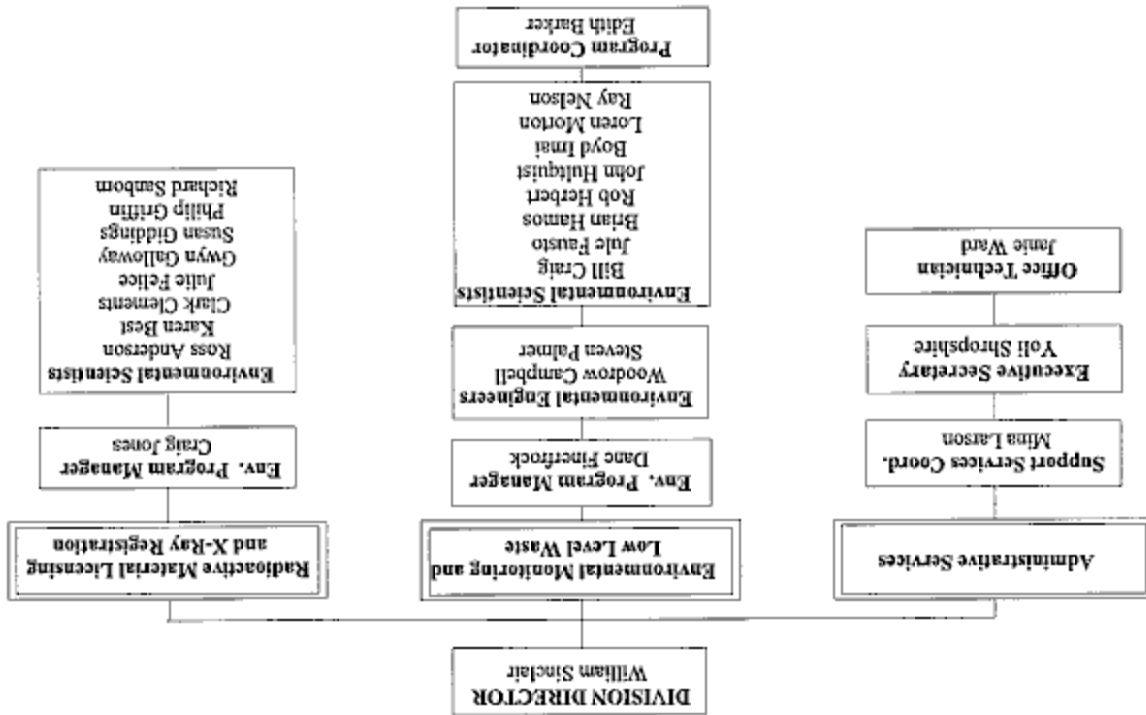 DIVISION DIRECTOR
William Sinclair
Administrative Services
Support Services Coord.
Mina Larson
Executive Secretary
Yoli Shropshire
Office Technician
Janie Ward
Environmental Monitoring and
Low Level Waste
Env. Program Manager
Dane Finerfrock
Environmental Engineers
Woodrow Campbell
Steven Palmer
Environmental Scientists
Bill Craig
Jule Fausto
Brian Hamos
Rob Herbert
John Hultquist
Boyd Imai
Loren Morton
Ray Nelson
Program Coordinator
Edith Barker
Radioactive Material Licensing
and X-Ray Registration
Env. Program Manager
Craig Jones
Environmental Scientists
Ross Anderson
Karen Best
Clark Clements
Julie Felice
Gwyn Galloway
Susan Giddings
Philip Griffin
Richard Sanborn